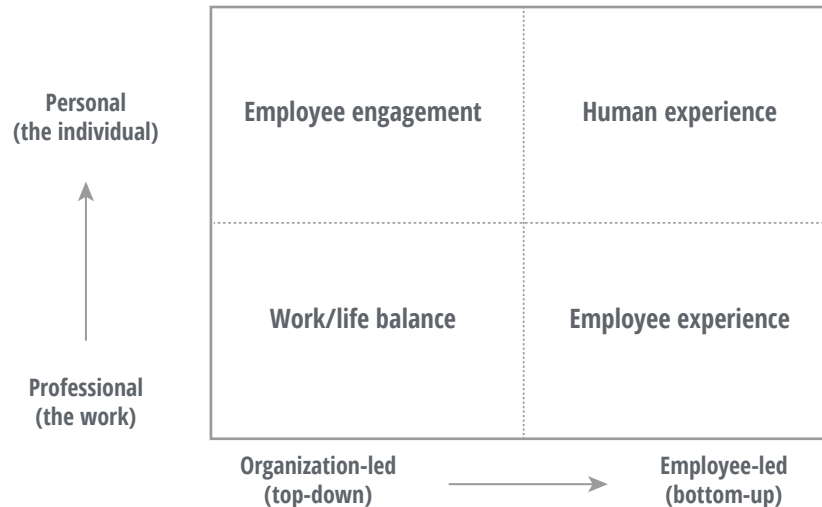 Personal
(the individual)
Employee engagement
Human experience
Work/life balance
Employee experience
Professional
(the work)
Organization-led
(top-down)
Employee-led
(bottom-up)